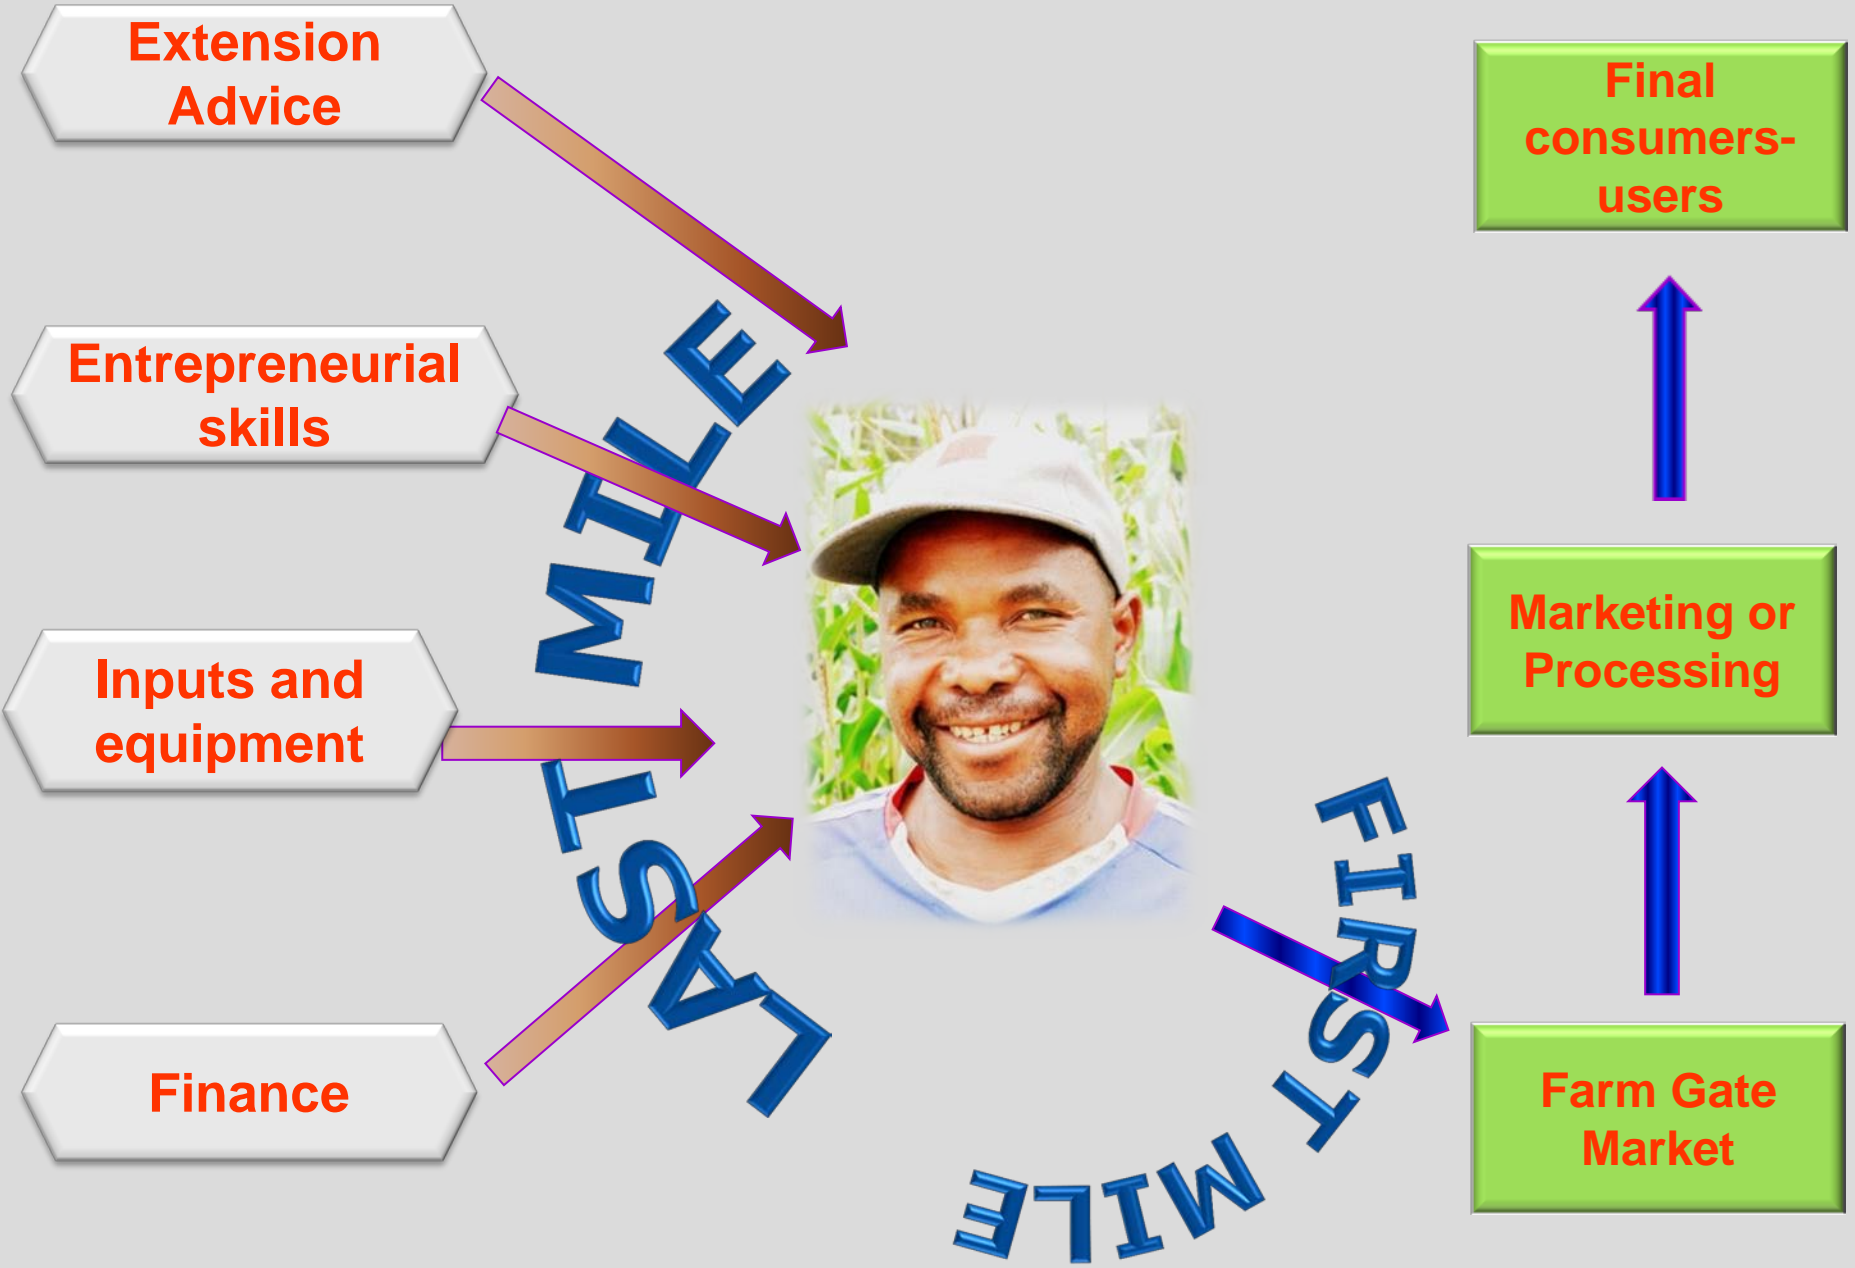 Extension
Advice
Entrepreneurial
skills
Inputs and
equipment
Finance
LAST MILE
FIRST MILE
Final
consumers-
users
Marketing or
Processing
Farm Gate
Market